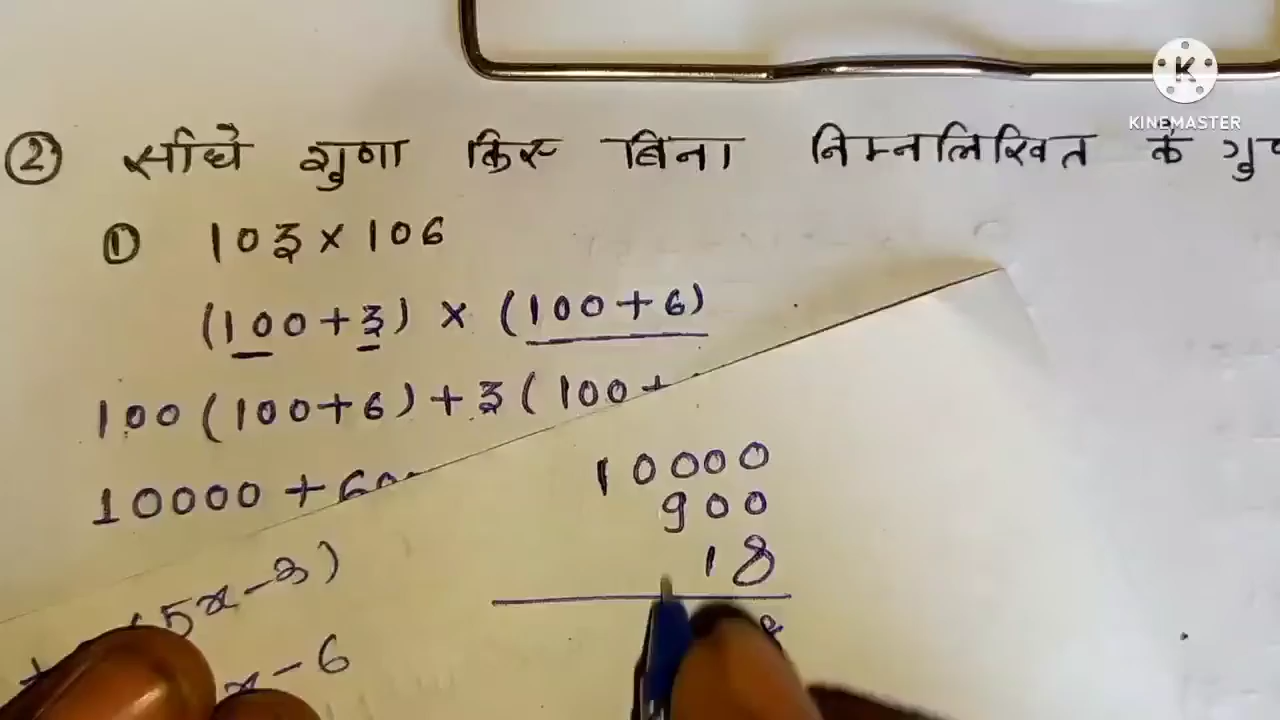 ② सीधे गुणा किए बिना निम्नलिखित के
① 103 × 106
(100 + 3) × (100 + 6)
100 (100 + 6) + 3 ( 100 +
10000 + 60
10000
900
18
8
(5x - 3)
x - 6
KINEMASTER